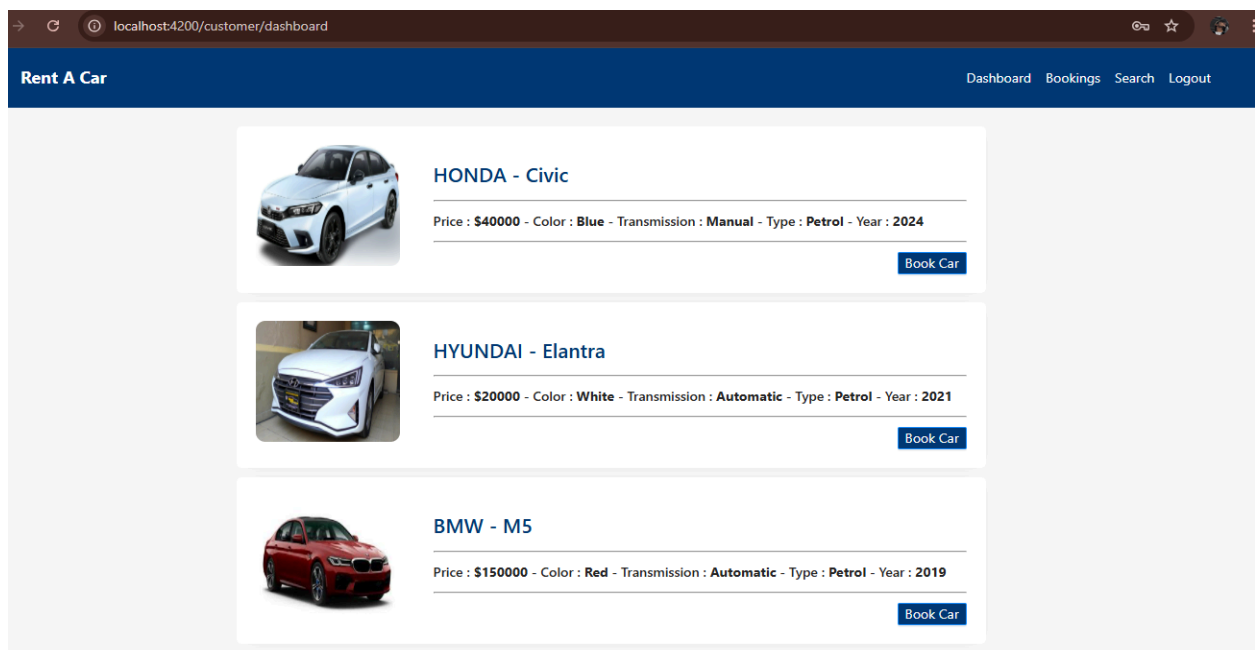 localhost:4200/customer/dashboard
Rent A Car
Dashboard Bookings Search Logout
HONDA - Civic
Price : $40000 - Color : Blue - Transmission : Manual - Type : Petrol - Year : 2024
Book Car
HYUNDAI - Elantra
Price : $20000 - Color : White - Transmission : Automatic - Type : Petrol - Year : 2021
Book Car
BMW - M5
Price : $150000 - Color : Red - Transmission : Automatic - Type : Petrol - Year : 2019
Book Car